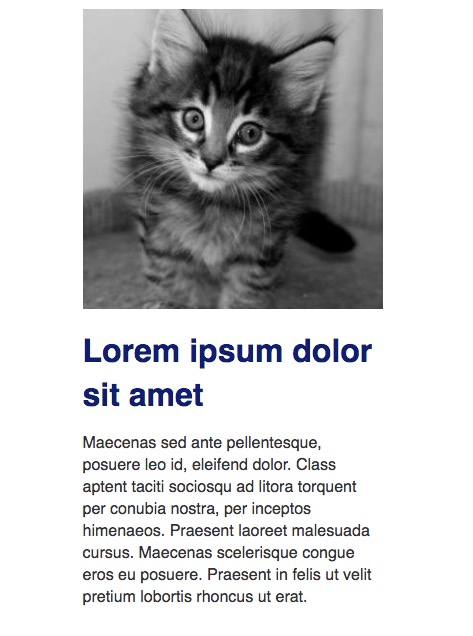 Lorem ipsum dolor
sit amet
Maecenas sed ante pellentesque,
posuere leo id, eleifend dolor. Class
aptent taciti sociosqu ad litora torquent
per conubia nostra, per inceptos
himenaeos. Praesent laoreet malesuada
cursus. Maecenas scelerisque congue
eros eu posuere. Praesent in felis ut velit
pretium lobortis rhoncus ut erat.